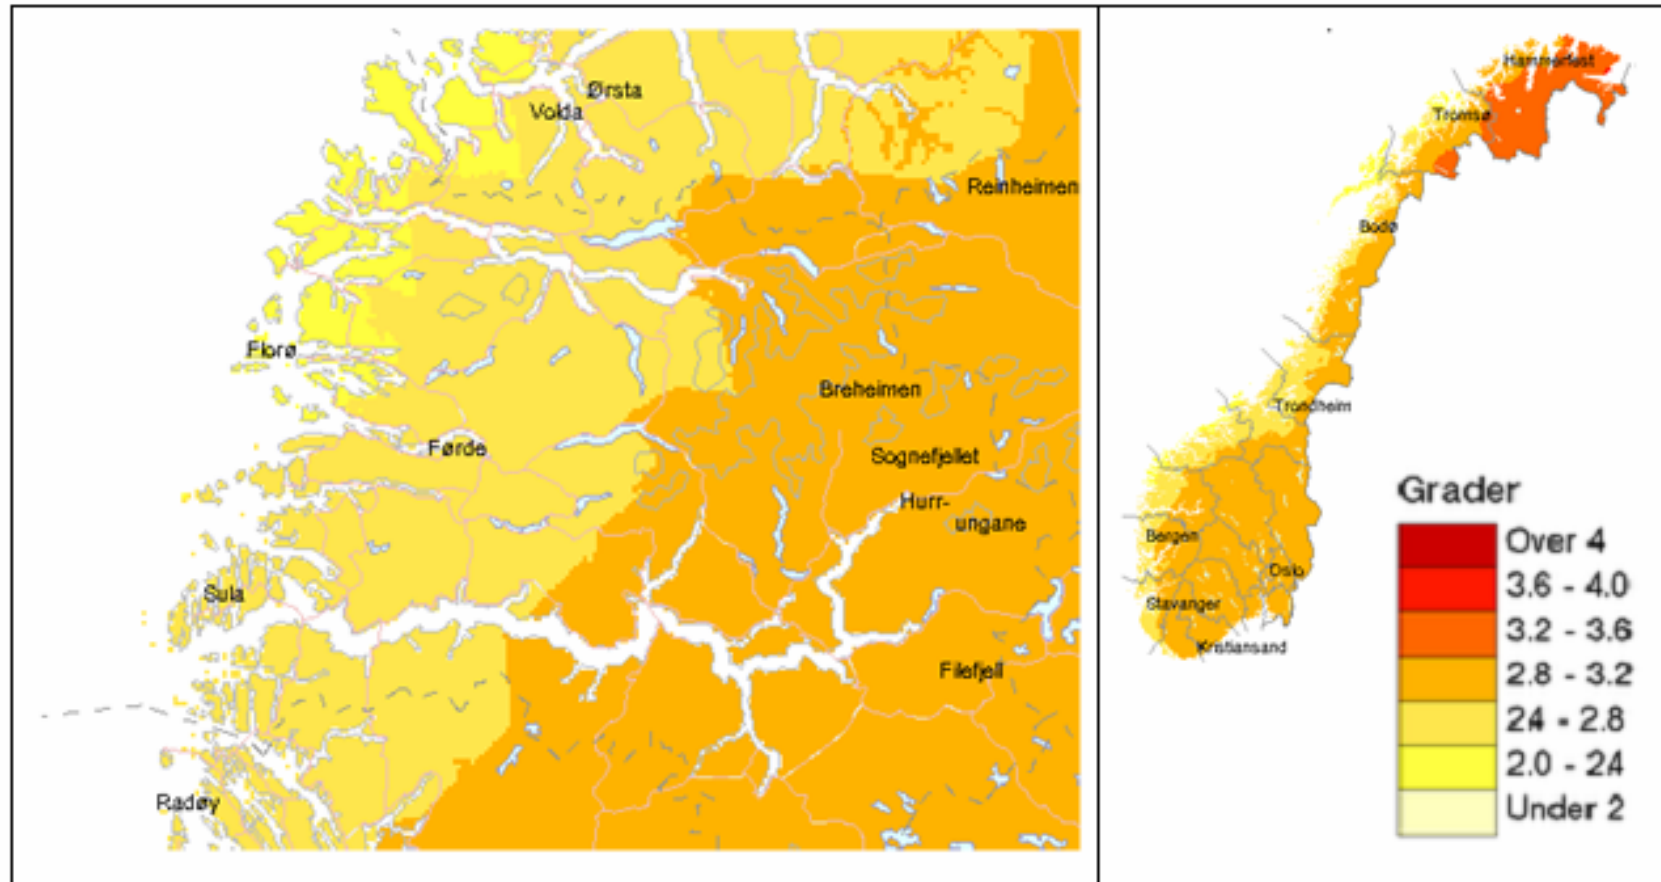 Ørsta
Volda
Reinheimen
Florø
Breheimen
Førde
Sognefjellet
Hurr-
ungane
Sula
Filefjell
Radøy
Hammerfest
Tromsø
Bodø
Trondheim
Bergen
Oslo
Stavanger
Kristiansand
Grader
Over 4
3.6 - 4.0
3.2 - 3.6
2.8 - 3.2
24 - 2.8
2.0 - 24
Under 2